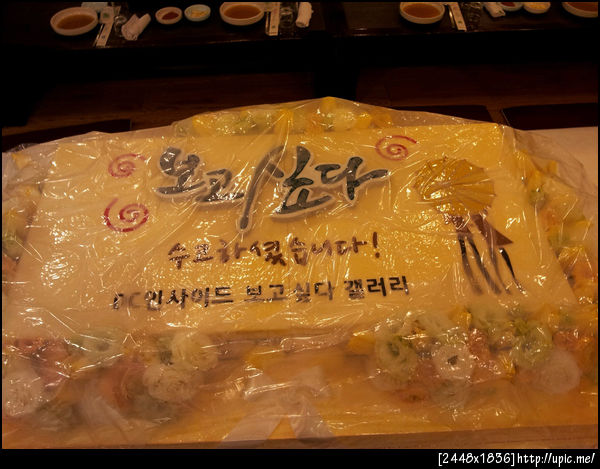 보고싶다
수고하셨습니다!
DC인사이드 보고싶다 갤러리
[2448x1836]http://upic.me/